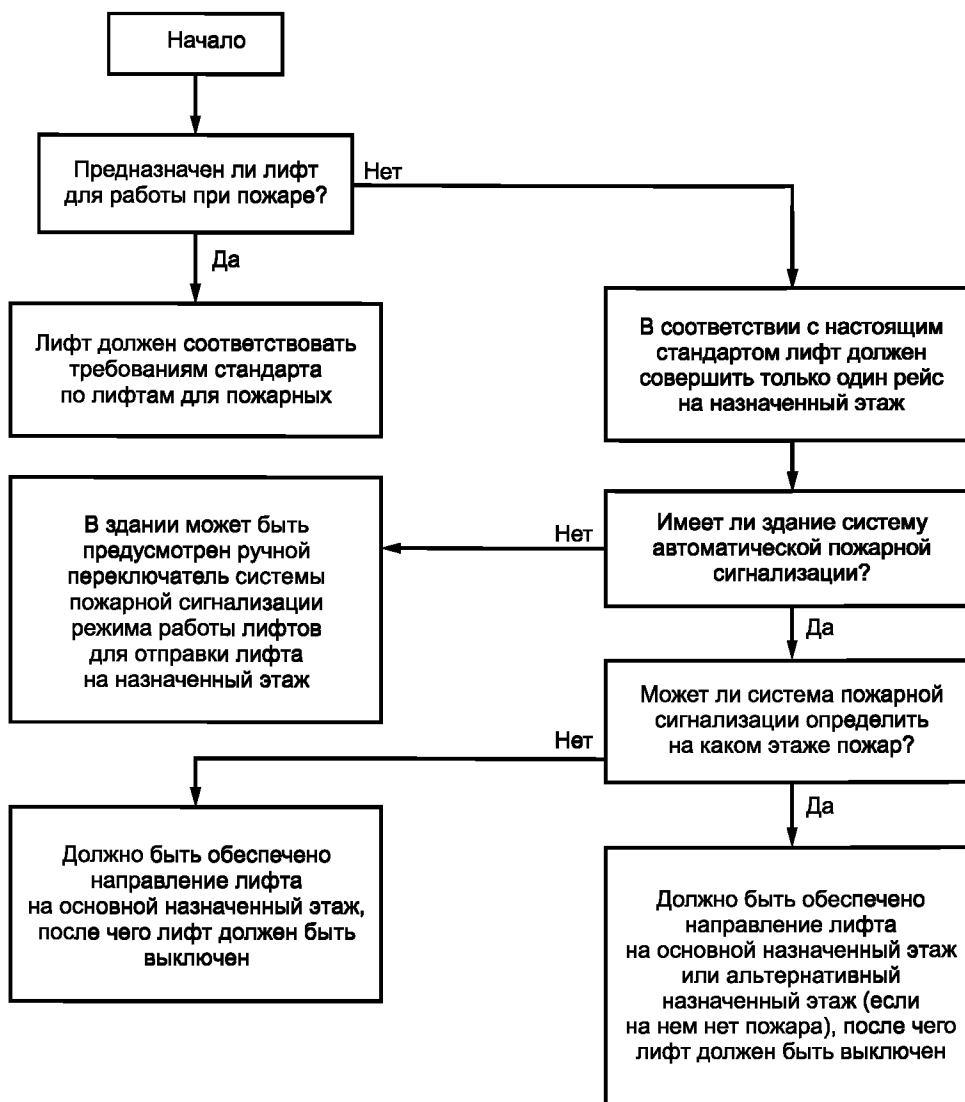 Начало
Предназначен ли лифт
для работы при пожаре?
Нет
Да
Лифт должен соответствовать
требованиям стандарта
по лифтам для пожарных
В соответствии с настоящим
стандартом лифт должен
совершить только один рейс
на назначенный этаж
Имеет ли здание систему
автоматической пожарной
сигнализации?
Нет
В здании может быть
предусмотрен ручной
переключатель системы
пожарной сигнализации
режима работы лифтов
для отправки лифта
на назначенный этаж
Да
Может ли система пожарной
сигнализации определить
на каком этаже пожар?
Нет
Должно быть обеспечено
направление лифта
на основной назначенный этаж,
после чего лифт должен быть
выключен
Да
Должно быть обеспечено
направление лифта
на основной назначенный этаж
или альтернативный
назначенный этаж (если
на нем нет пожара), после чего
лифт должен быть выключен